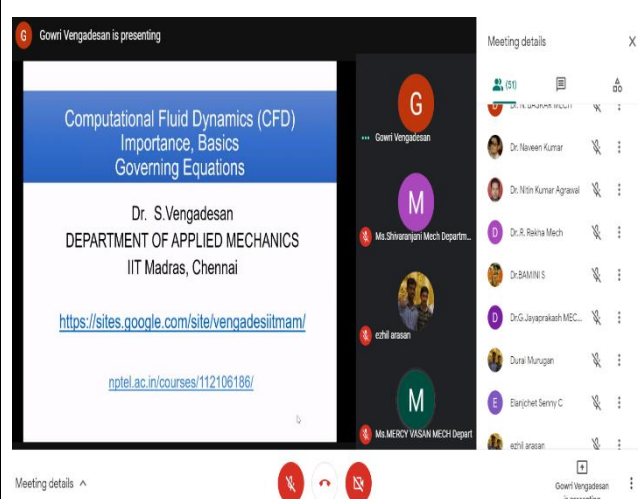 G Gowri Vengadesan is presenting
Computational Fluid Dynamics (CFD)
Importance, Basics
Governing Equations
Dr. S.Vengadesan
DEPARTMENT OF APPLIED MECHANICS
IIT Madras, Chennai
https://sites.google.com/site/vengadesiitmam/
nptel.ac.in/courses/112106186/
G
Gowri Vengadesan
M
Ms.Shivaranjani Mech Departm...
ezhil arasan
M
Ms.MERCY VASAN MECH Depart
Meeting details X
(51)
Dr. Naveen Kumar
Dr. Nitin Kumar Agrawal
D Dr.R. Rekha Mech
Dr.BAMINI S
D Dr.G.Jayaprakash MEC...
Durai Murugan
E Elanjchet Senny C
ezhil arasan
Meeting details
Gowri Vengadesan
is presenting